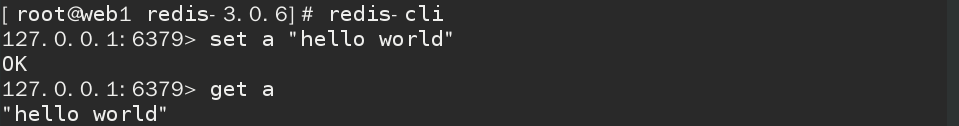 [root@web1 redis-3.0.6]# redis-cli
127.0.0.1:6379> set a "hello world"
OK
127.0.0.1:6379> get a
"hello world"